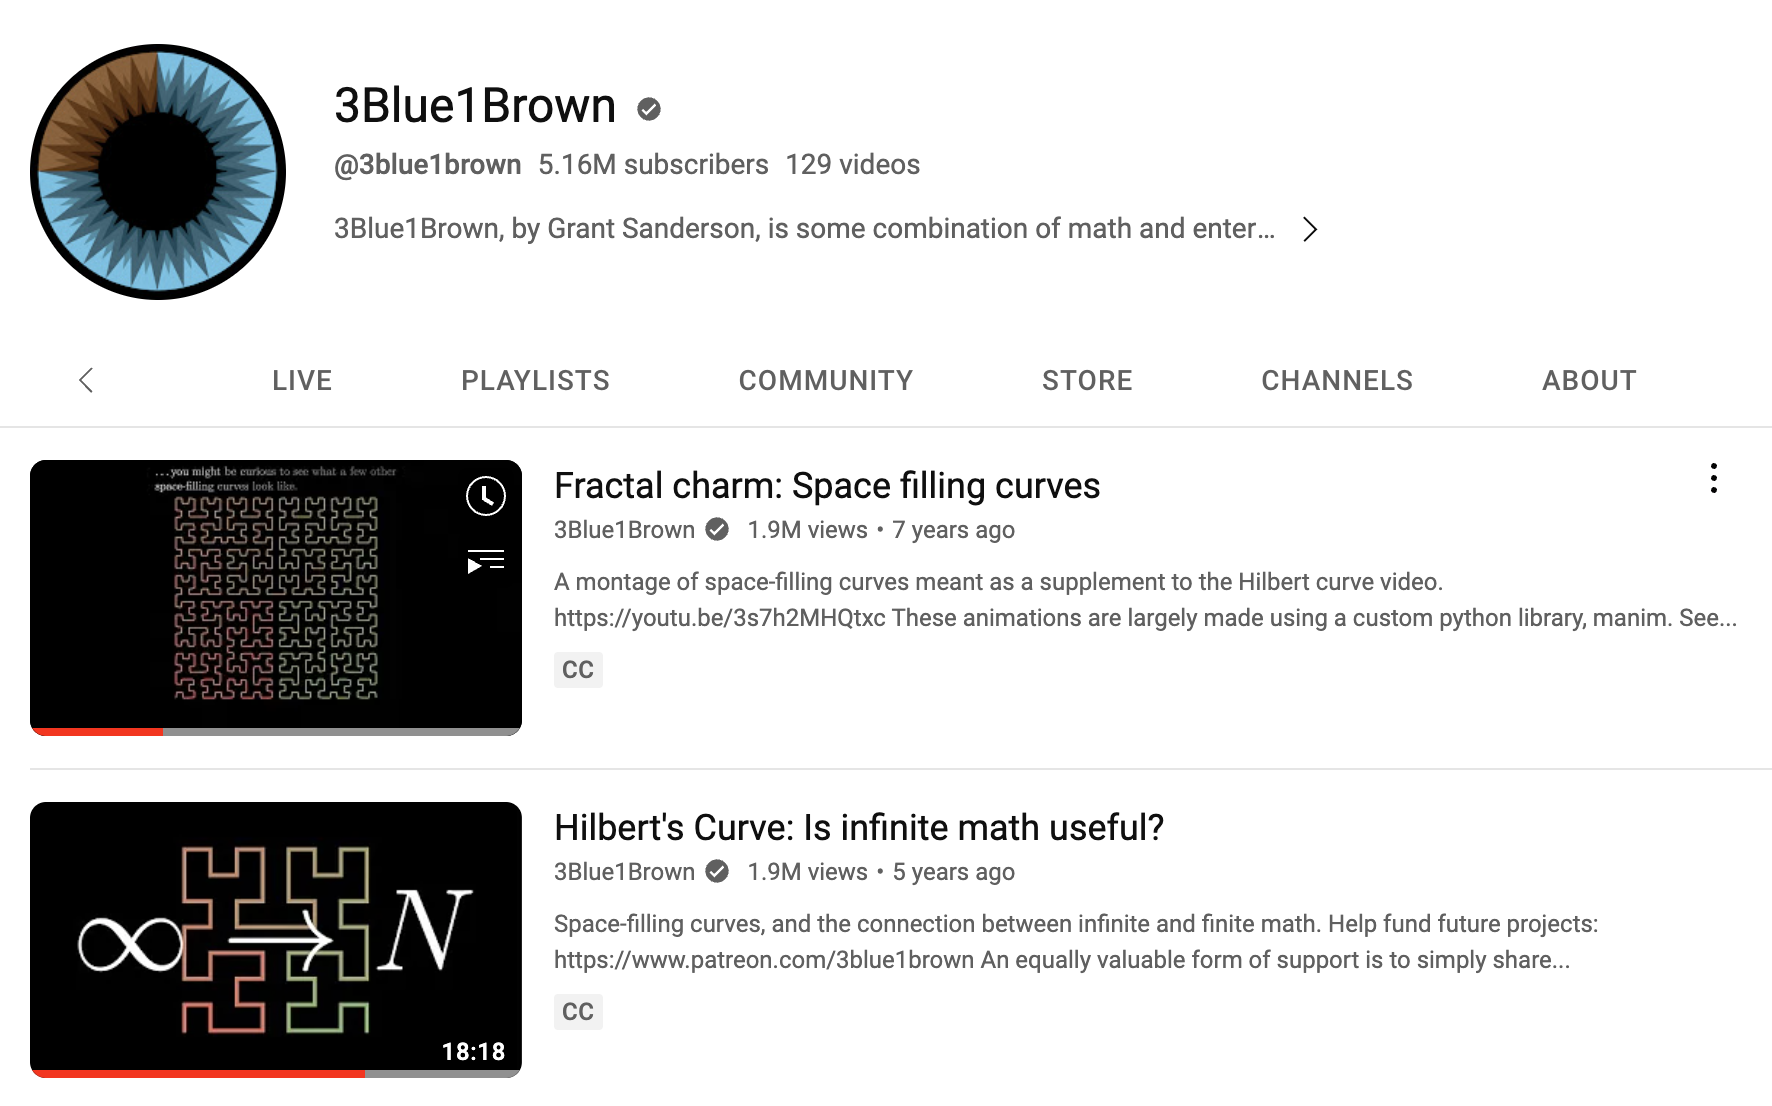 3Blue1Brown
@3blue1brown 5.16M subscribers 129 videos
3Blue1Brown, by Grant Sanderson, is some combination of math and enter...
LIVE PLAYLISTS COMMUNITY STORE CHANNELS ABOUT
...you might be curious to see what a few other
space-filling curves look like.
Fractal charm: Space filling curves
3Blue1Brown 1.9M views • 7 years ago
A montage of space-filling curves meant as a supplement to the Hilbert curve video.
https://youtu.be/3s7h2MHQtxc These animations are largely made using a custom python library, manim. See...
CC
∞ → N
18:18
Hilbert's Curve: Is infinite math useful?
3Blue1Brown 1.9M views • 5 years ago
Space-filling curves, and the connection between infinite and finite math. Help fund future projects:
https://www.patreon.com/3blue1brown An equally valuable form of support is to simply share...
CC